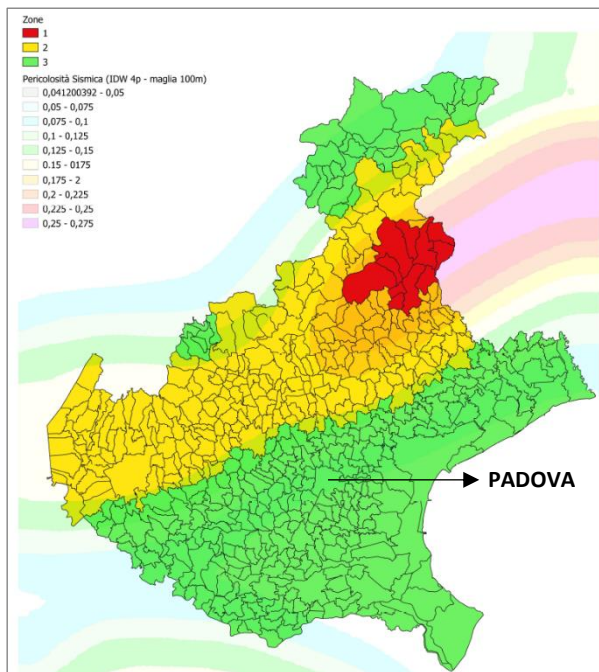 Zone
1
2
3
Pericolosità Sismica (IDW 4p - maglia 100m)
0,041200392 - 0,05
0,05 - 0,075
0,075 - 0,1
0,1 - 0,125
0,125 - 0,15
0.15 - 0175
0,175 - 2
0,2 - 0,225
0,225 - 0,25
0,25 - 0,275
PADOVA